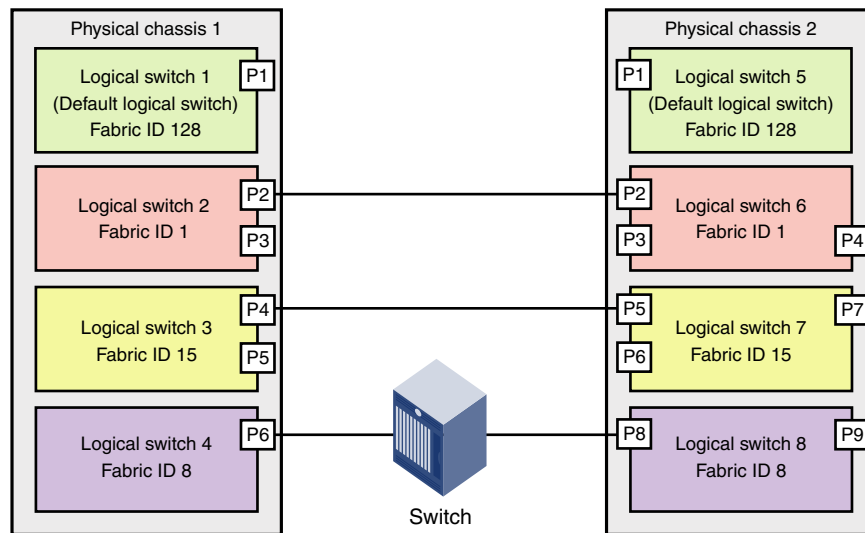 Physical chassis 1
Logical switch 1
(Default logical switch)
Fabric ID 128
P1
Logical switch 2
Fabric ID 1
P2
P3
Logical switch 3
Fabric ID 15
P4
P5
Logical switch 4
Fabric ID 8
P6
Switch
Physical chassis 2
P1
Logical switch 5
(Default logical switch)
Fabric ID 128
P2
P3
Logical switch 6
Fabric ID 1
P4
P5
P6
Logical switch 7
Fabric ID 15
P7
P8
Logical switch 8
Fabric ID 8
P9